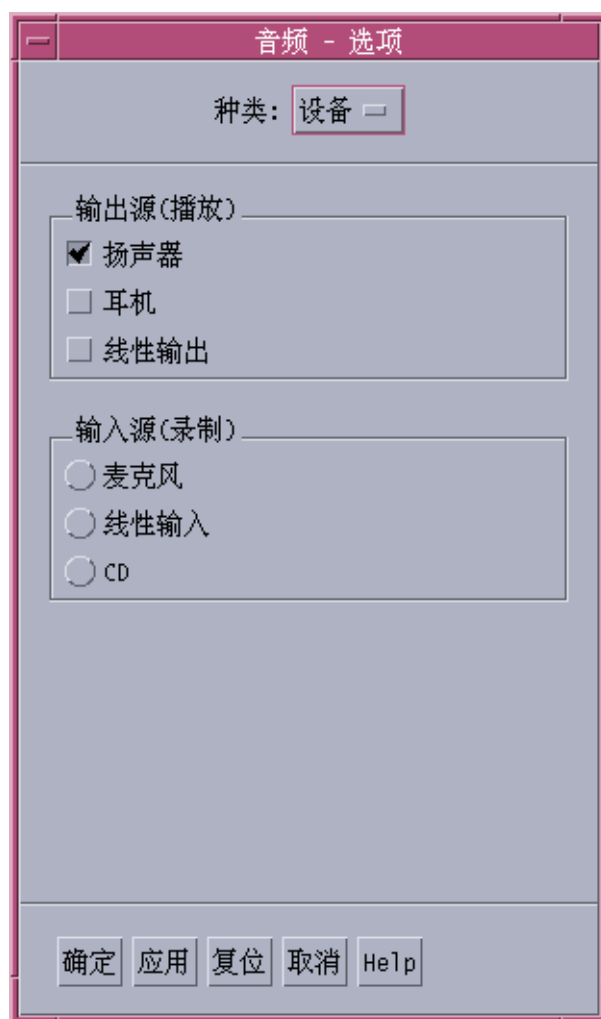 音频 - 选项
种类: 设备
输出源(播放)
扬声器
耳机
线性输出
输入源(录制)
麦克风
线性输入
CD
确定 应用 复位 取消 Help